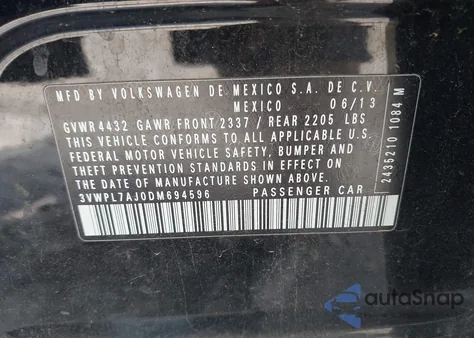 MFD BY VOLKSWAGEN DE MEXICO S.A. DE C.V.
MEXICO 06/13
GVWR 4432 GAWR FRONT 2337 / REAR 2205 LBS
THIS VEHICLE CONFORMS TO ALL APPLICABLE U.S.
FEDERAL MOTOR VEHICLE SAFETY, BUMPER AND
THEFT PREVENTION STANDARDS IN EFFECT ON THE
DATE OF MANUFACTURE SHOWN ABOVE.
3VWPL7AJ0DM694596 PASSENGER CAR
2435210 1084 M
autoSnap